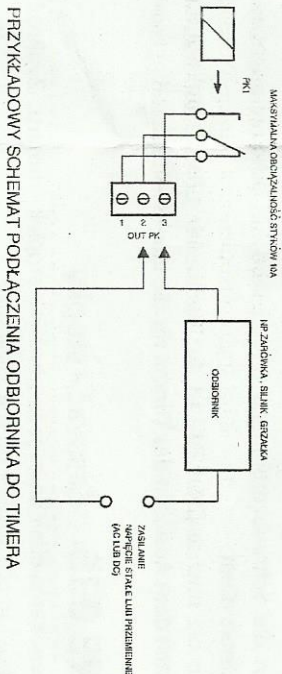 MAKSYMALNA OBCIĄŻALNOŚĆ STYKÓW 10A
PK1
1 2 3
OUT PK
NP. ŻARÓWKA , SILNIK , GRZAŁKA
ODBIORNIK
ZASILANIE
NAPIĘCIE STAŁE LUB PRZEMIENNE
(AC LUB DC)
PRZYKŁADOWY SCHEMAT PODŁĄCZENIA ODBIORNIKA DO TIMERA